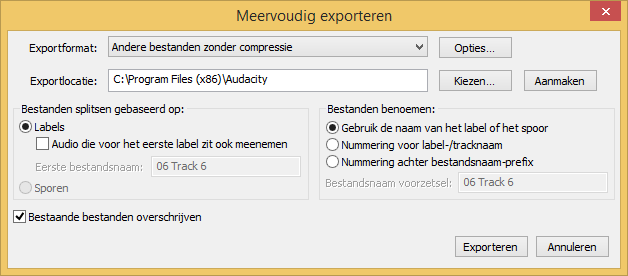 Meervoudig exporteren
Exportformat: Andere bestanden zonder compressie Opties...
Exportlocatie: C:\Program Files (x86)\Audacity Kiezen... Aanmaken
Bestanden splitsen gebaseerd op:
Labels
Audio die voor het eerste label zit ook meenemen
Eerste bestandsnaam: 06 Track 6
Sporen
Bestanden benoemen:
Gebruik de naam van het label of het spoor
Nummering voor label-/tracknaam
Nummering achter bestandsnaam-prefix
Bestandsnaam voorzetsel: 06 Track 6
Bestaande bestanden overschrijven
Exporteren Annuleren